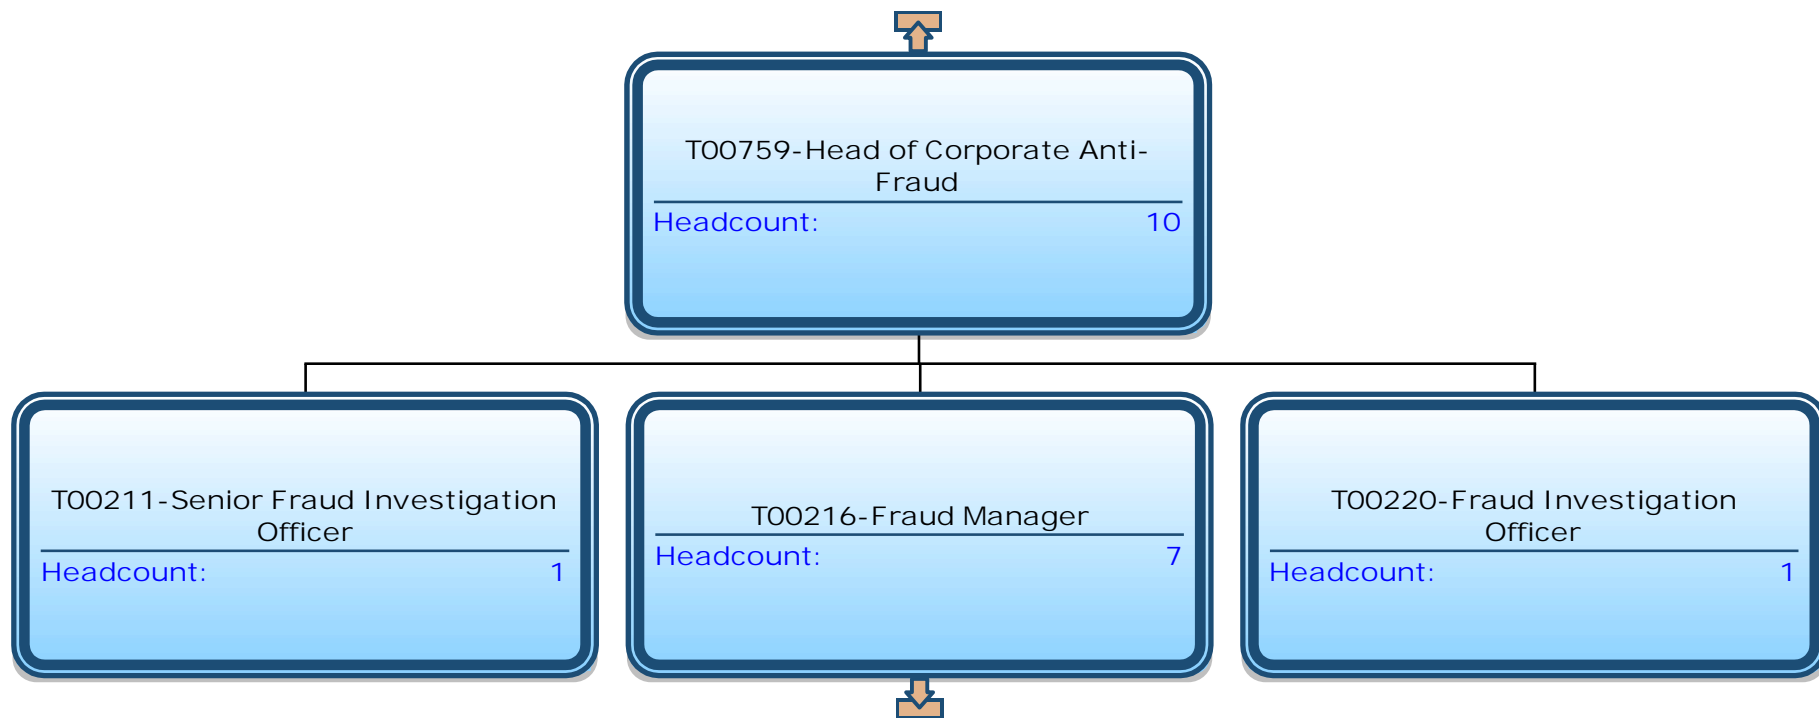 T00759-Head of Corporate Anti-
Fraud
Headcount: 10
T00211-Senior Fraud Investigation
Officer
Headcount: 1
T00216-Fraud Manager
Headcount: 7
T00220-Fraud Investigation
Officer
Headcount: 1